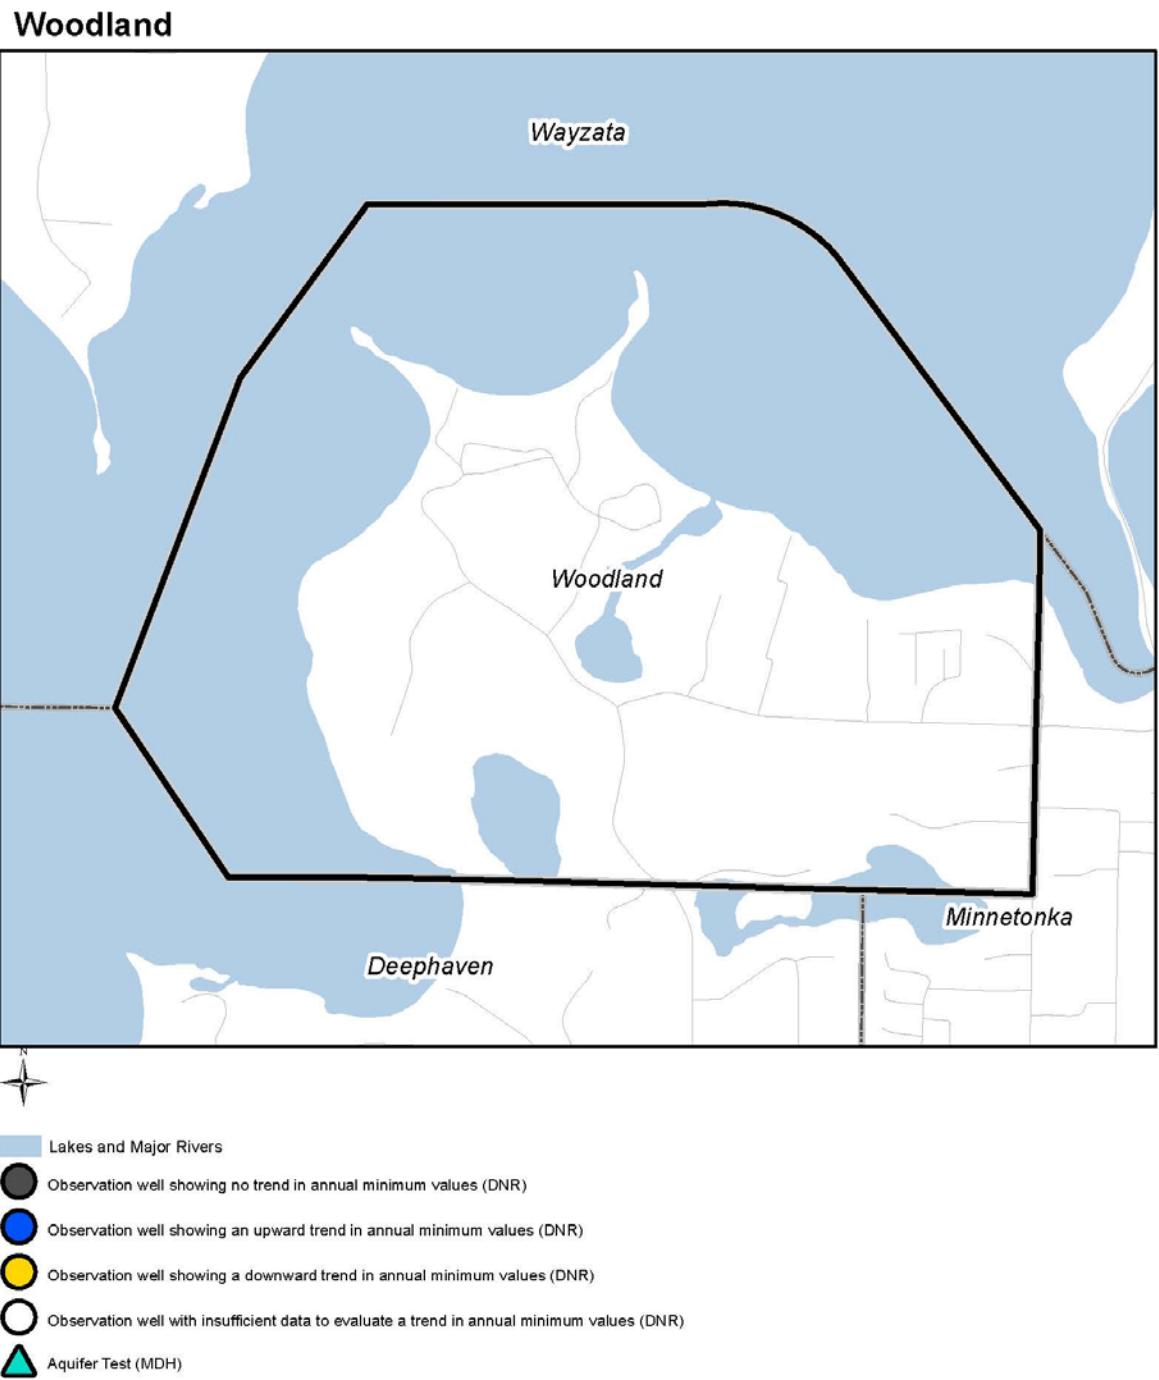 Woodland
Wayzata
Woodland
Minnetonka
Deephaven
N
Lakes and Major Rivers
Observation well showing no trend in annual minimum values (DNR)
Observation well showing an upward trend in annual minimum values (DNR)
Observation well showing a downward trend in annual minimum values (DNR)
Observation well with insufficient data to evaluate a trend in annual minimum values (DNR)
Aquifer Test (MDH)